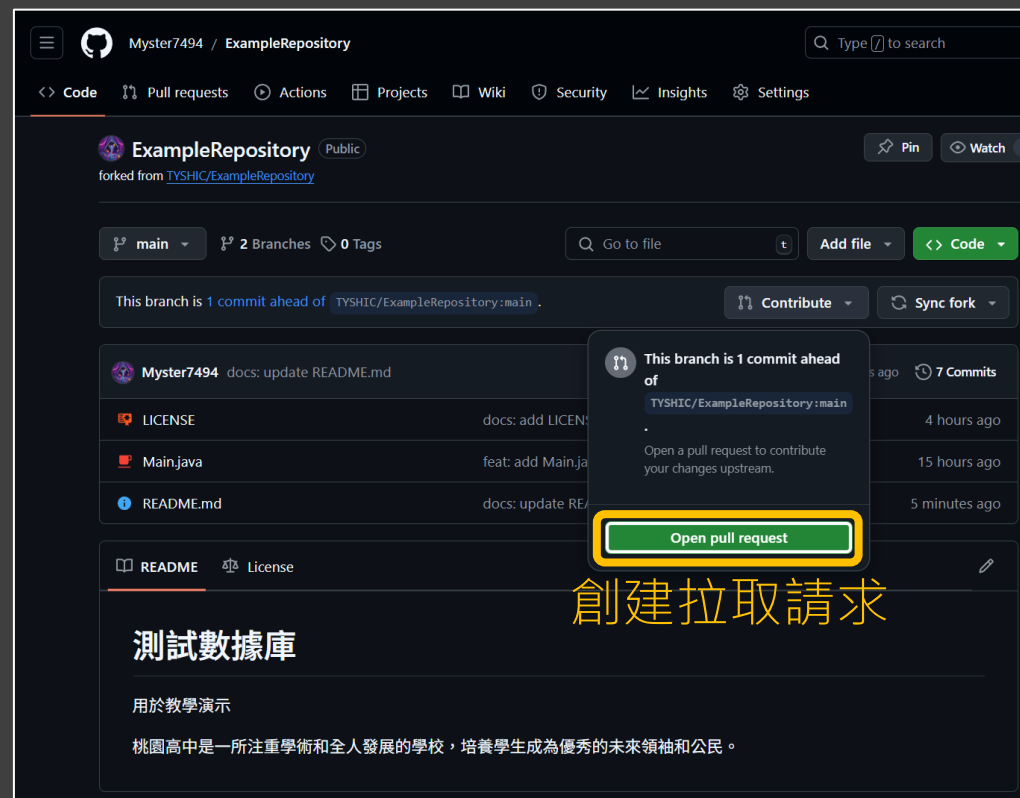 Myster7494 / ExampleRepository
Type / to search
Code Pull requests Actions Projects Wiki Security Insights Settings
ExampleRepository Public
Pin Watch
forked from TYSHIC/ExampleRepository
main 2 Branches 0 Tags
Go to file t Add file Code
This branch is 1 commit ahead of TYSHIC/ExampleRepository:main .
Contribute Sync fork
Myster7494 docs: update README.md
s ago 7 Commits
LICENSE docs: add LICENS 4 hours ago
Main.java feat: add Main.ja 15 hours ago
README.md docs: update REA 5 minutes ago
This branch is 1 commit ahead
of
TYSHIC/ExampleRepository:main
.
Open a pull request to contribute
your changes upstream.
Open pull request
創建拉取請求
README License
測試數據庫
用於教學演示
桃園高中是一所注重學術和全人發展的學校，培養學生成為優秀的未來領袖和公民。